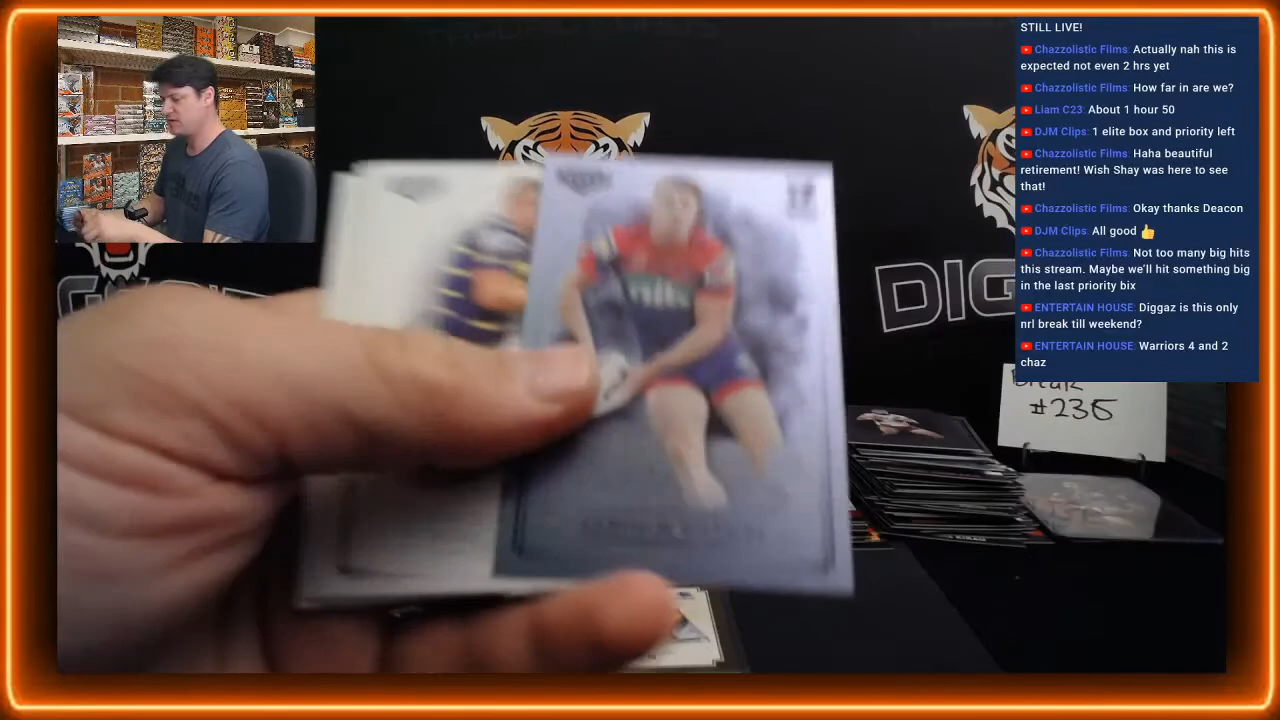 STILL LIVE!
Chazzolistic Films: Actually nah this is
expected not even 2 hrs yet
Chazzolistic Films: How far in are we?
Liam C23: About 1 hour 50
DJM Clips: 1 elite box and priority left
Chazzolistic Films: Haha beautiful
retirement! Wish Shay was here to see
that!
Chazzolistic Films: Okay thanks Deacon
DJM Clips: All good 👍
Chazzolistic Films: Not too many big hits
this stream. Maybe we'll hit something big
in the last priority bix
ENTERTAIN HOUSE: Diggaz is this only
nrl break till weekend?
ENTERTAIN HOUSE: Warriors 4 and 2
chaz
DIG
Break
#235